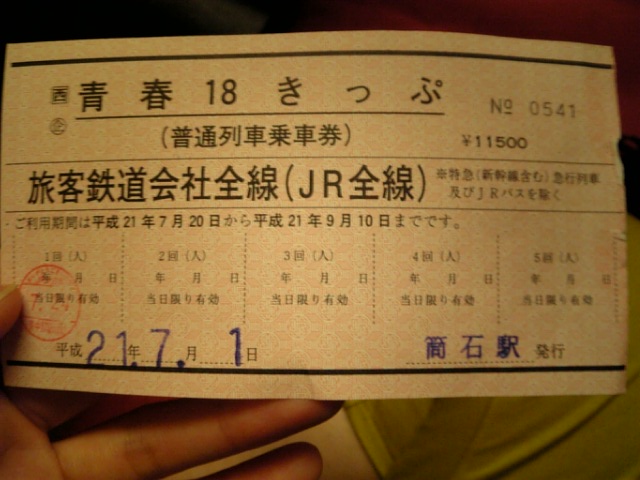 西 青春18きっぷ
企 (普通列車乗車券) № 0541
¥11500
旅客鉄道会社全線(JR全線) ※特急(新幹線含む)急行列車
及びJRバスを除く
ご利用期間は平成21年7月20日から平成21年9月10日までです。
1回(人) 2回(人) 3回(人) 4回(人) 5回(人)
年 月 日 年 月 日 年 月 日 年 月 日 年 月 日
当日限り有効 当日限り有効 当日限り有効 当日限り有効 当日限り有効
平成21年7.月1日 筒石駅発行